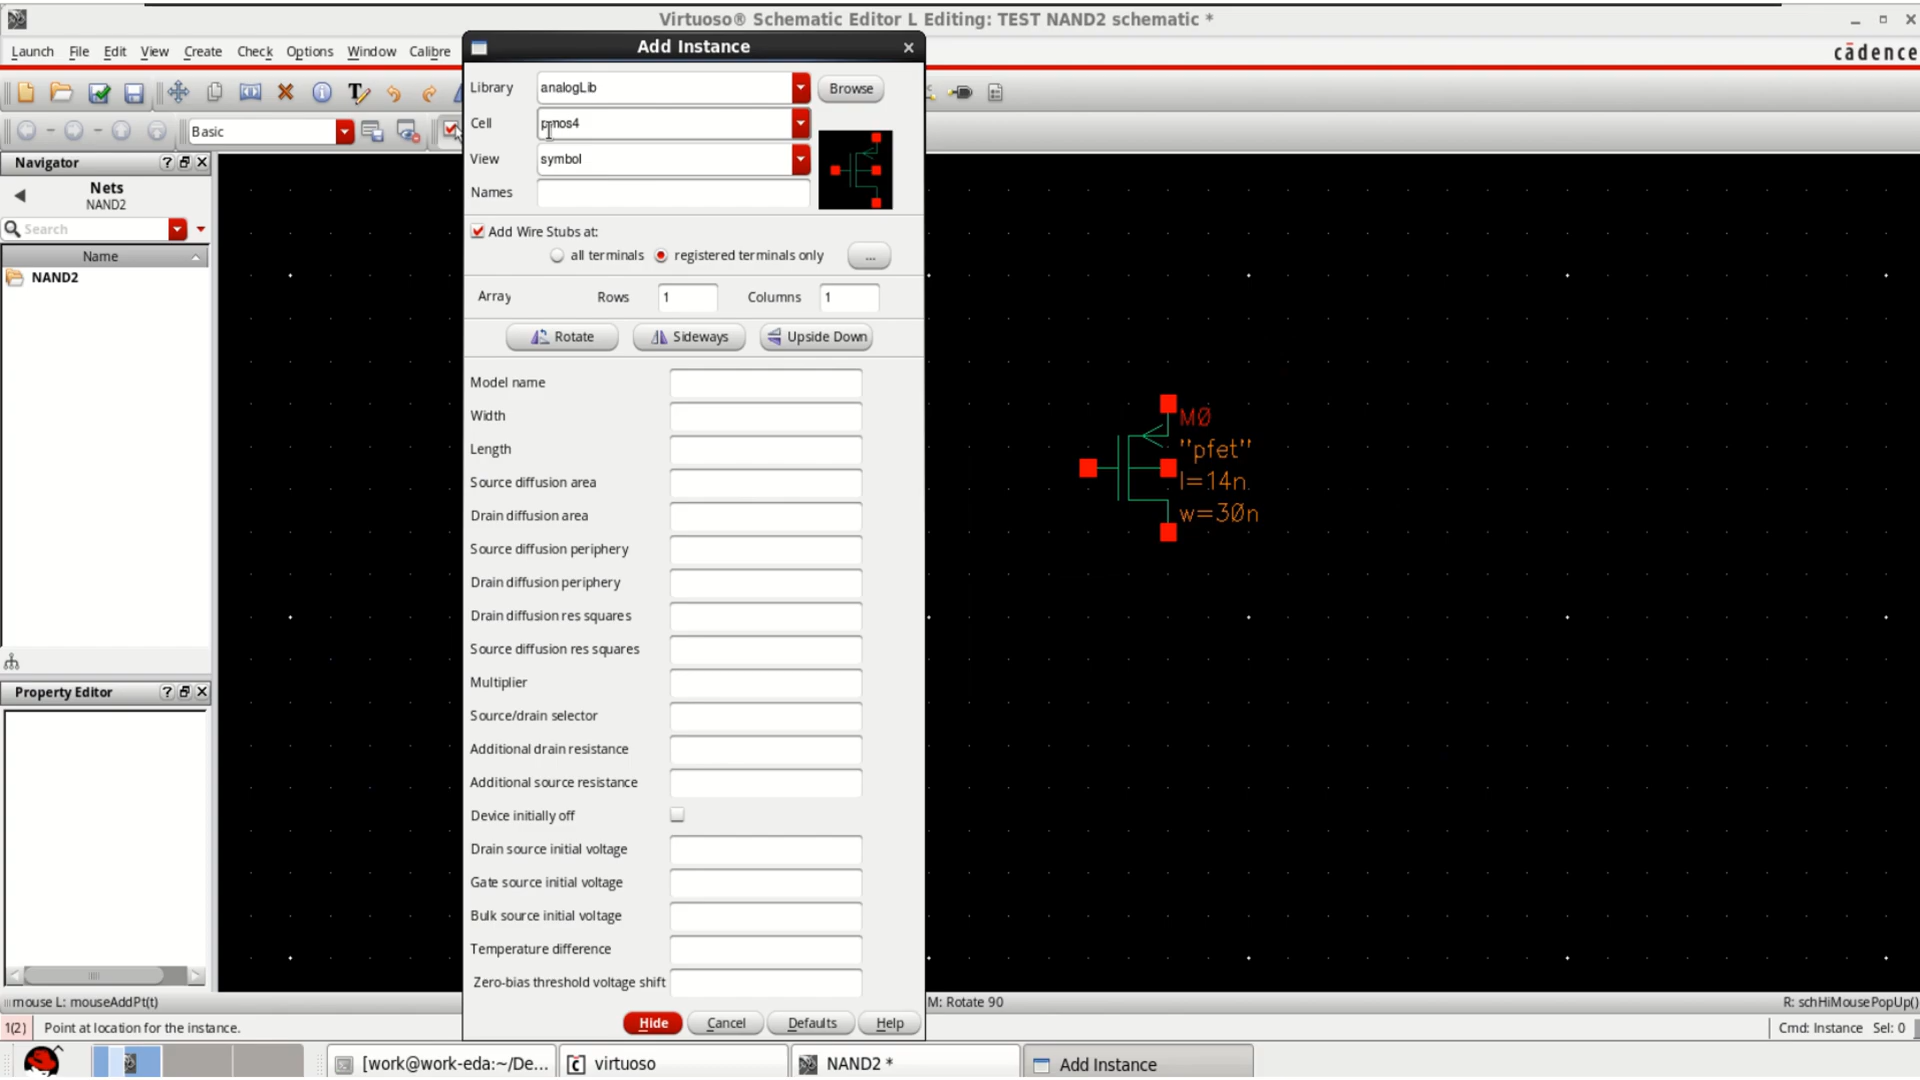 Virtuoso® Schematic Editor L Editing: TEST NAND2 schematic *
Launch File Edit View Create Check Options Window Calibre
cādence
Basic
Navigator
Nets
NAND2
Search
Name
NAND2
Property Editor
Add Instance
Library analogLib Browse
Cell pmos4
View symbol
Names
Add Wire Stubs at:
all terminals registered terminals only ...
Array Rows 1 Columns 1
Rotate Sideways Upside Down
Model name
Width
Length
Source diffusion area
Drain diffusion area
Source diffusion periphery
Drain diffusion periphery
Drain diffusion res squares
Source diffusion res squares
Multiplier
Source/drain selector
Additional drain resistance
Additional source resistance
Device initially off
Drain source initial voltage
Gate source initial voltage
Bulk source initial voltage
Temperature difference
Zero-bias threshold voltage shift
Hide Cancel Defaults Help
M0
"pfet"
l=14n
w=30n
mouse L: mouseAddPt(t) M: Rotate 90 R: schHiMousePopUp()
1(2) Point at location for the instance. Cmd: Instance Sel: 0
[work@work-eda:~/De... virtuoso NAND2 * Add Instance